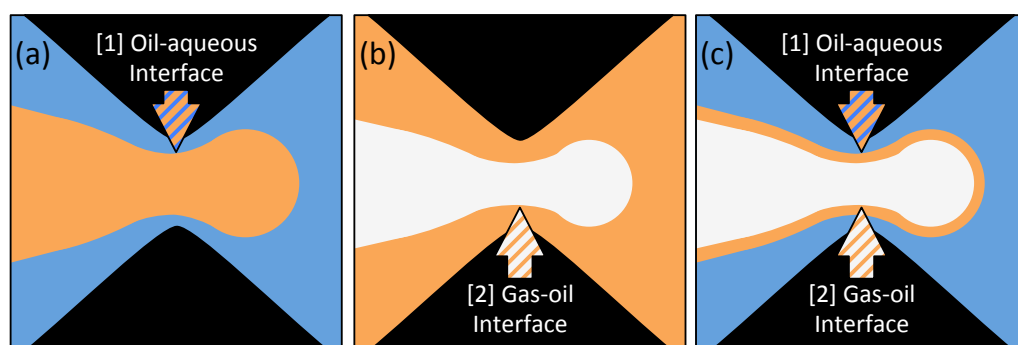 (a)
[1] Oil-aqueous
Interface
(b)
[2] Gas-oil
Interface
(c)
[1] Oil-aqueous
Interface
[2] Gas-oil
Interface